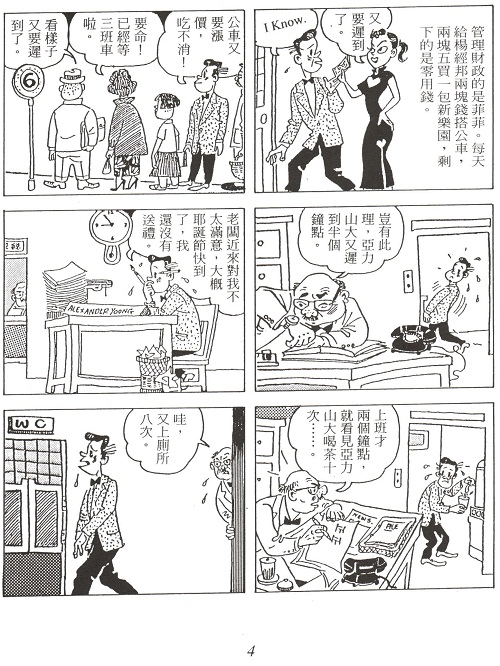 管理財政的是菲菲。每天
給楊經邦兩塊錢搭公車，
兩塊五買一包新樂園，剩
下的是零用錢。
又
要遲到
了。
I Know.
公車又
要漲
價，
吃不消！
要命！
已經等
三班車
啦。
看樣子
又要遲
到了。
6
豈有此
理，亞力
山大又遲
到半個
鐘點。
老闆近來對我不
太滿意，大概
耶誕節快到
了，我
還沒有
送禮。
上班才
兩個鐘點，
就看見亞力
山大喝茶十
次……。
NEWS
FILE
哇，
又上廁所
八次。
WC
4